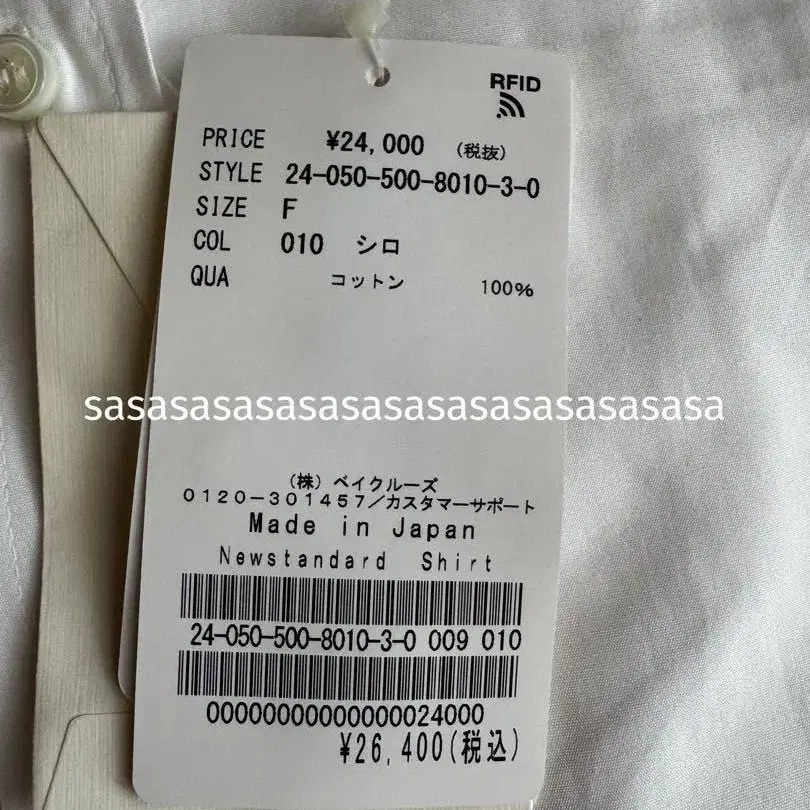 RFID
PRICE ¥24,000 (税抜)
STYLE 24-050-500-8010-3-0
SIZE F
COL 010 シロ
QUA コットン 100%
sasasasasasasasasasasasasasasa
(株) ベイクルーズ
0120-301457/カスタマーサポート
Made in Japan
Newstandard Shirt
24-050-500-8010-3-0 009 010
00000000000000024000
¥26,400(税込)